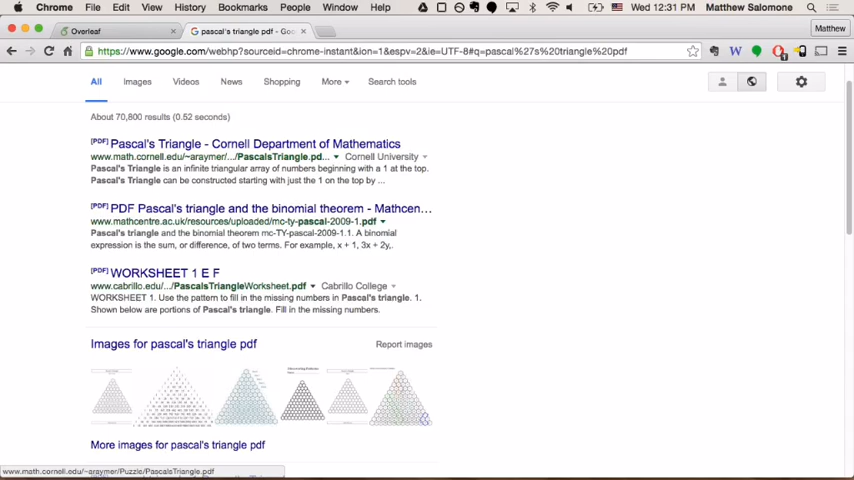 Chrome File Edit View History Bookmarks People Window Help Wed 12:31 PM Matthew Salomone
Overleaf pascal's triangle pdf - Goo Matthew
https://www.google.com/webhp?sourceid=chrome-instant&ion=1&espv=2&ie=UTF-8#q=pascal%27s%20triangle%20pdf
All Images Videos News Shopping More Search tools
About 70,800 results (0.52 seconds)
[PDF] Pascal's Triangle - Cornell Department of Mathematics
www.math.cornell.edu/~araymer/.../PascalsTriangle.pd... Cornell University
Pascal's Triangle is an infinite triangular array of numbers beginning with a 1 at the top.
Pascal's Triangle can be constructed starting with just the 1 on the top by ...
[PDF] PDF Pascal's triangle and the binomial theorem - Mathcen...
www.mathcentre.ac.uk/resources/uploaded/mc-ty-pascal-2009-1.pdf
Pascal's triangle and the binomial theorem mc-TY-pascal-2009-1.1. A binomial
expression is the sum, or difference, of two terms. For example, x + 1, 3x + 2y,.
[PDF] WORKSHEET 1 E F
www.cabrillo.edu/.../PascalsTriangleWorksheet.pdf Cabrillo College
WORKSHEET 1. Use the pattern to fill in the missing numbers in Pascal's triangle. 1.
Shown below are portions of Pascal's triangle. Fill in the missing numbers.
Images for pascal's triangle pdf Report images
More images for pascal's triangle pdf
www.math.cornell.edu/~araymer/Puzzle/PascalsTriangle.pdf